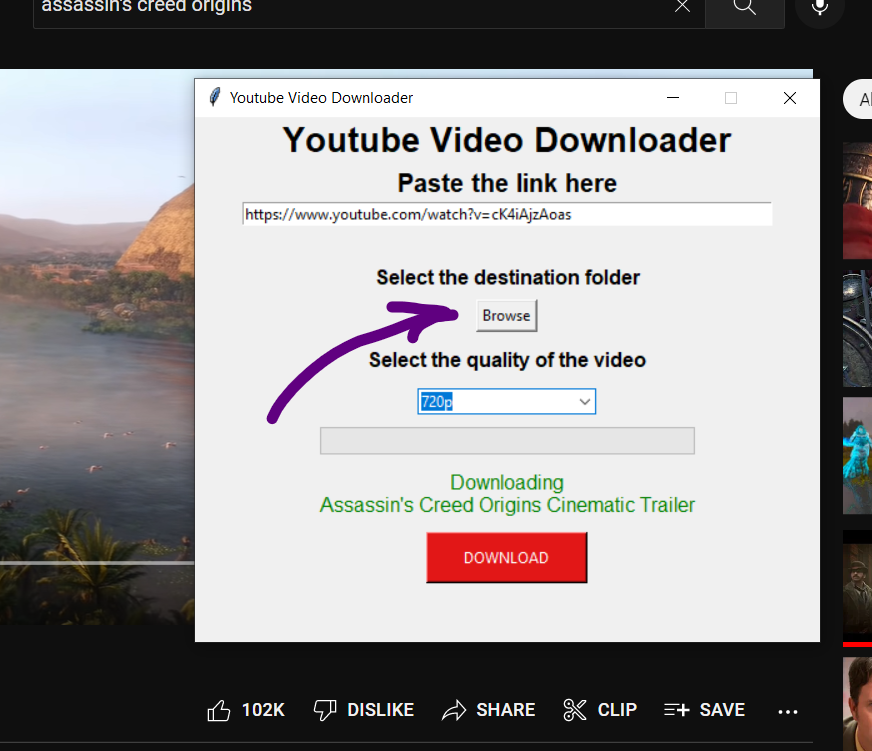 assassin's creed origins
Youtube Video Downloader
Youtube Video Downloader
Paste the link here
https://www.youtube.com/watch?v=cK4iAjzAoas
Select the destination folder
Browse
Select the quality of the video
720p
Downloading
Assassin's Creed Origins Cinematic Trailer
DOWNLOAD
102K DISLIKE SHARE CLIP SAVE